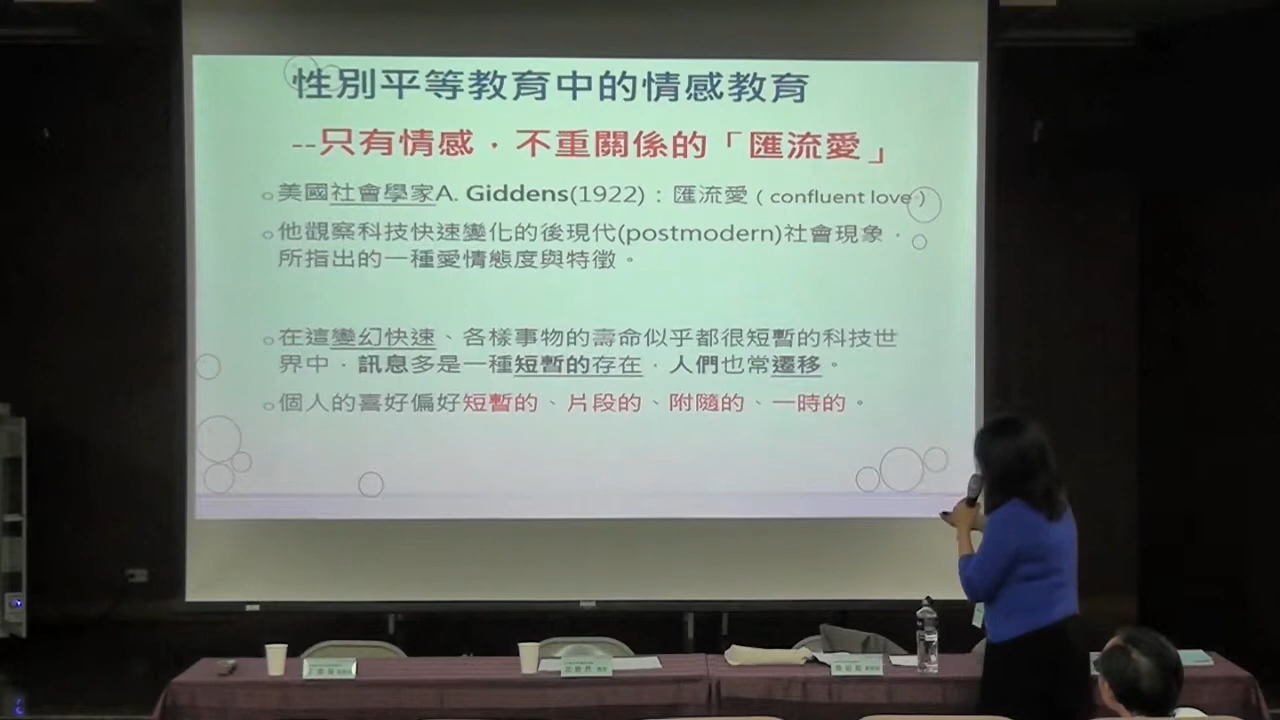 性別平等教育中的情感教育
--只有情感，不重關係的「匯流愛」
美國社會學家A. Giddens(1922)：匯流愛（confluent love）
他觀察科技快速變化的後現代(postmodern)社會現象，
所指出的一種愛情態度與特徵。
在這變幻快速、各樣事物的壽命似乎都很短暫的科技世
界中，訊息多是一種短暫的存在，人們也常遷移。
個人的喜好偏好短暫的、片段的、附隨的、一時的。